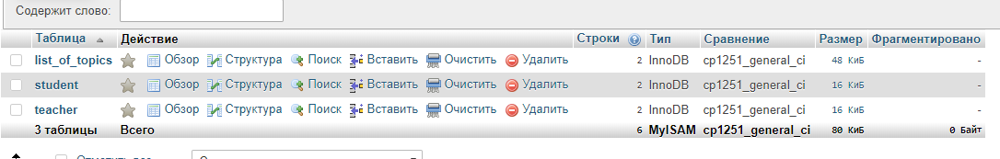 Содержит слово:
Таблица Действие Строки Тип Сравнение Размер Фрагментировано
list_of_topics Обзор Структура Поиск Вставить Очистить Удалить 2 InnoDB cp1251_general_ci 48 КиБ -
student Обзор Структура Поиск Вставить Очистить Удалить 2 InnoDB cp1251_general_ci 16 КиБ -
teacher Обзор Структура Поиск Вставить Очистить Удалить 2 InnoDB cp1251_general_ci 16 КиБ -
3 таблицы Всего 6 MyISAM cp1251_general_ci 80 КиБ 0 Байт